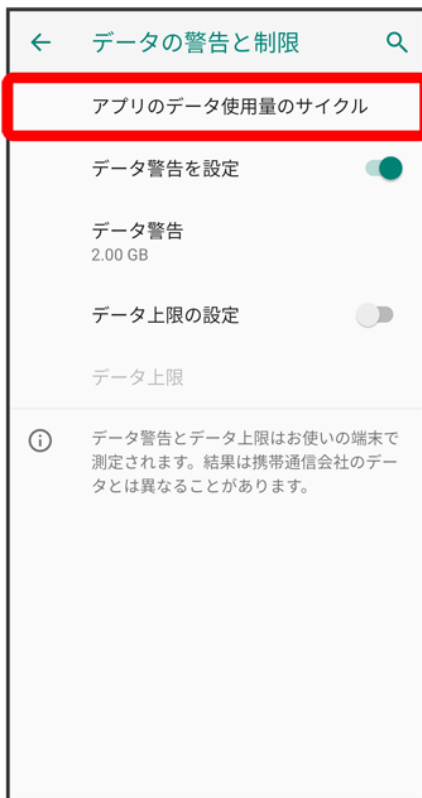 データの警告と制限
アプリのデータ使用量のサイクル
データ警告を設定
データ警告
2.00 GB
データ上限の設定
データ上限
データ警告とデータ上限はお使いの端末で
測定されます。結果は携帯通信会社のデー
タとは異なることがあります。